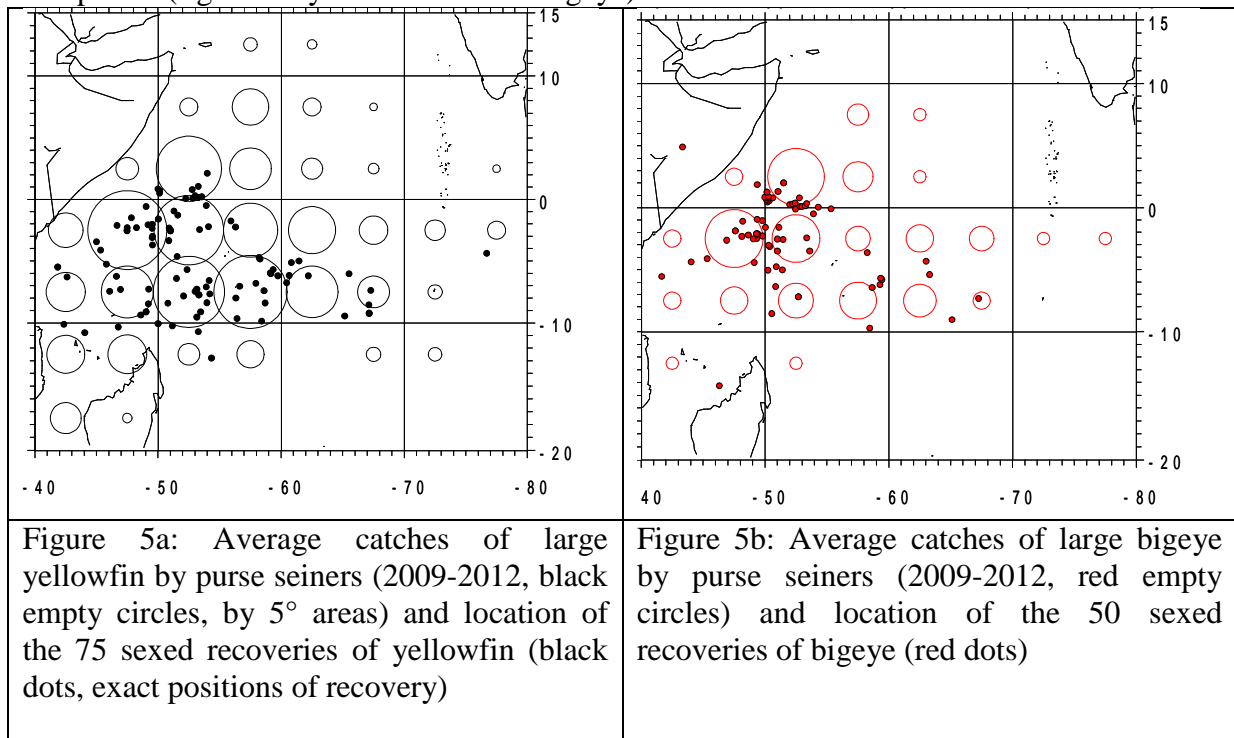 15
10
0
-10
-20
-40 -50 -60 -70 -80
15
10
0
-10
-20
40 -50 -60 -70 -80
Figure 5a: Average catches of large
yellowfin by purse seiners (2009-2012, black
empty circles, by 5° areas) and location of
the 75 sexed recoveries of yellowfin (black
dots, exact positions of recovery)
Figure 5b: Average catches of large bigeye
by purse seiners (2009-2012, red empty
circles) and location of the 50 sexed
recoveries of bigeye (red dots)